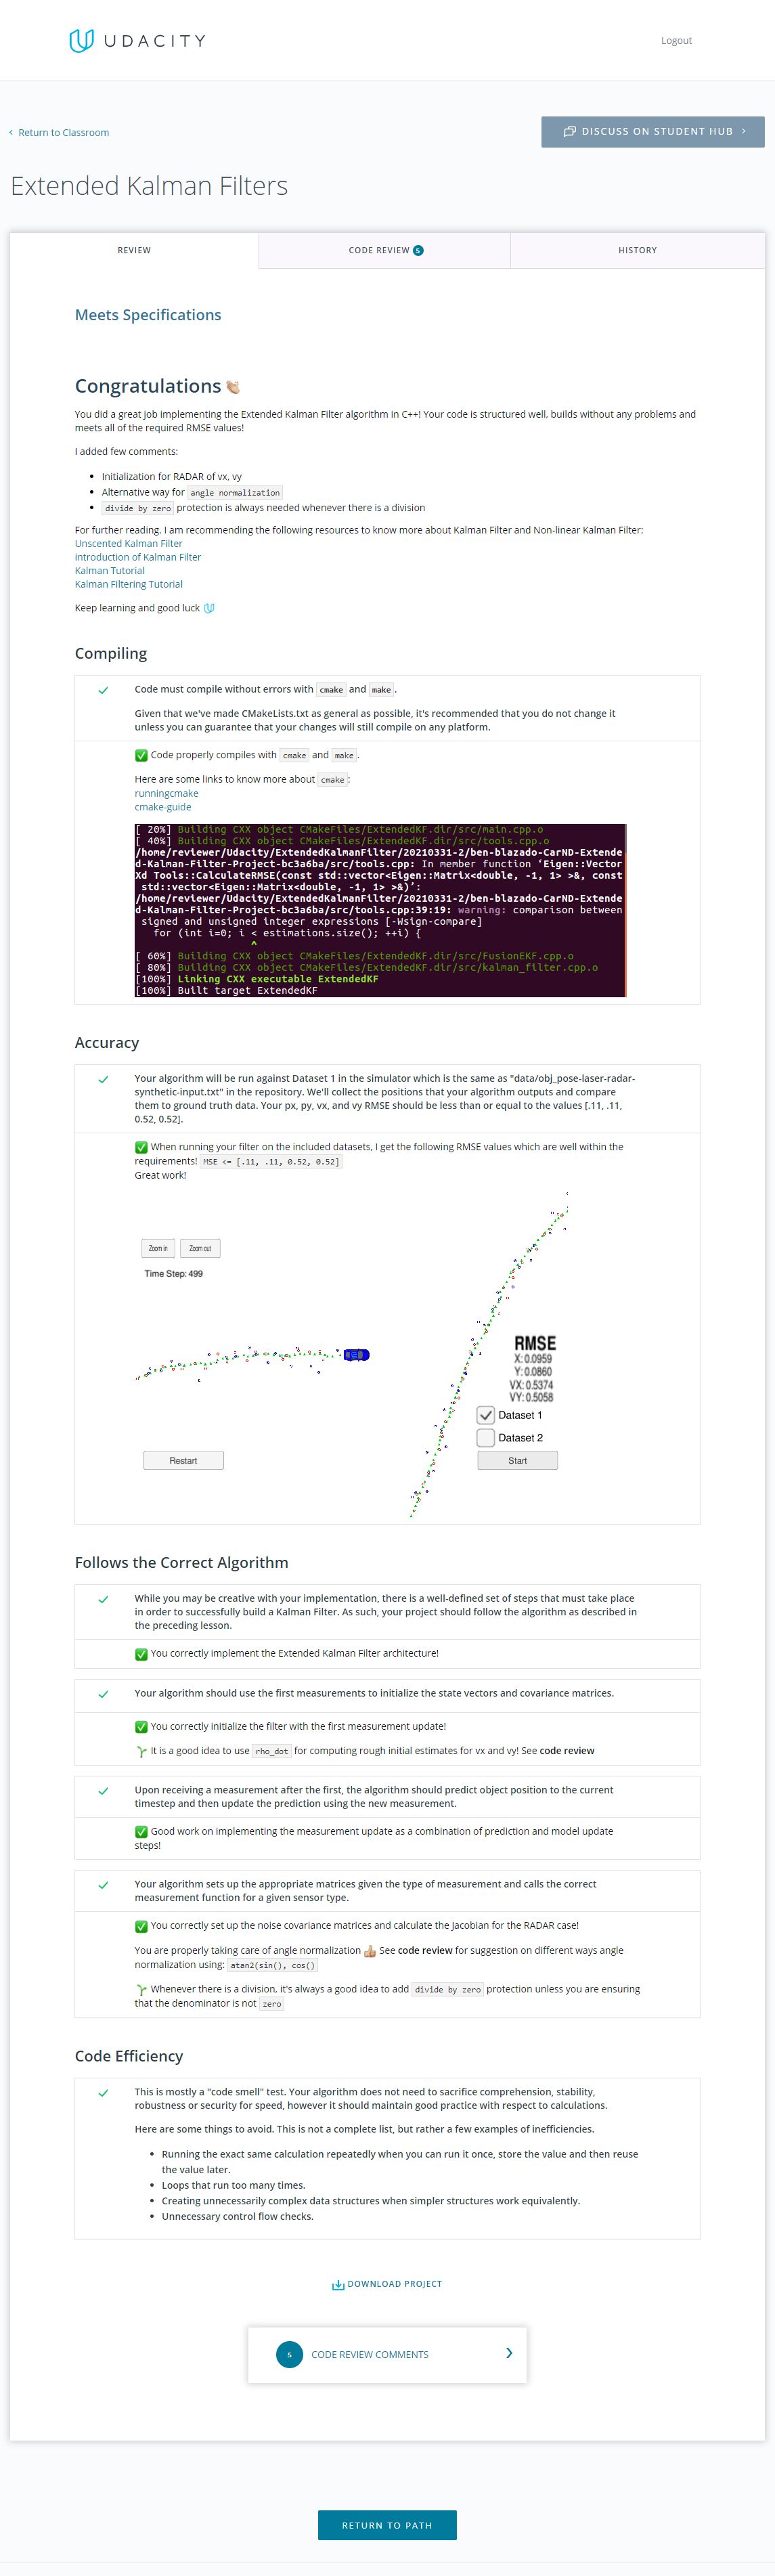 UDACITY
Logout
Return to Classroom
DISCUSS ON STUDENT HUB
Extended Kalman Filters
REVIEW
CODE REVIEW 5
HISTORY
Meets Specifications
Congratulations 👏🏼
You did a great job implementing the Extended Kalman Filter algorithm in C++! Your code is structured well, builds without any problems and
meets all of the required RMSE values!
I added few comments:
• Initialization for RADAR of vx, vy
• Alternative way for angle normalization
• divide by zero protection is always needed whenever there is a division
For further reading. I am recommending the following resources to know more about Kalman Filter and Non-linear Kalman Filter:
Unscented Kalman Filter
introduction of Kalman Filter
Kalman Tutorial
Kalman Filtering Tutorial
Keep learning and good luck
Compiling
Code must compile without errors with cmake and make.
Given that we've made CMakeLists.txt as general as possible, it's recommended that you do not change it
unless you can guarantee that your changes will still compile on any platform.
✅ Code properly compiles with cmake and make.
Here are some links to know more about cmake:
runningcmake
cmake-guide
[ 20%] Building CXX object CMakeFiles/ExtendedKF.dir/src/main.cpp.o
[ 40%] Building CXX object CMakeFiles/ExtendedKF.dir/src/tools.cpp.o
/home/reviewer/Udacity/ExtendedKalmanFilter/20210331-2/ben-blazado-CarND-Extende
d-Kalman-Filter-Project-bc3a6ba/src/tools.cpp: In member function ‘Eigen::Vector
Xd Tools::CalculateRMSE(const std::vector<Eigen::Matrix<double, -1, 1> >&, const
std::vector<Eigen::Matrix<double, -1, 1> >&)’:
/home/reviewer/Udacity/ExtendedKalmanFilter/20210331-2/ben-blazado-CarND-Extende
d-Kalman-Filter-Project-bc3a6ba/src/tools.cpp:39:19: warning: comparison between
signed and unsigned integer expressions [-Wsign-compare]
for (int i=0; i < estimations.size(); ++i) {
^
[ 60%] Building CXX object CMakeFiles/ExtendedKF.dir/src/FusionEKF.cpp.o
[ 80%] Building CXX object CMakeFiles/ExtendedKF.dir/src/kalman_filter.cpp.o
[100%] Linking CXX executable ExtendedKF
[100%] Built target ExtendedKF
Accuracy
Your algorithm will be run against Dataset 1 in the simulator which is the same as "data/obj_pose-laser-radar-
synthetic-input.txt" in the repository. We'll collect the positions that your algorithm outputs and compare
them to ground truth data. Your px, py, vx, and vy RMSE should be less than or equal to the values [.11, .11,
0.52, 0.52].
✅ When running your filter on the included datasets, I get the following RMSE values which are well within the
requirements! MSE <= [.11, .11, 0.52, 0.52]
Great work!
Zoom in
Zoom out
Time Step: 499
RMSE
X: 0.0959
Y: 0.0860
VX: 0.5374
VY: 0.5058
Dataset 1
Dataset 2
Restart
Start
Follows the Correct Algorithm
While you may be creative with your implementation, there is a well-defined set of steps that must take place
in order to successfully build a Kalman Filter. As such, your project should follow the algorithm as described in
the preceding lesson.
✅ You correctly implement the Extended Kalman Filter architecture!
Your algorithm should use the first measurements to initialize the state vectors and covariance matrices.
✅ You correctly initialize the filter with the first measurement update!
🌱 It is a good idea to use rho_dot for computing rough initial estimates for vx and vy! See code review
Upon receiving a measurement after the first, the algorithm should predict object position to the current
timestep and then update the prediction using the new measurement.
✅ Good work on implementing the measurement update as a combination of prediction and model update
steps!
Your algorithm sets up the appropriate matrices given the type of measurement and calls the correct
measurement function for a given sensor type.
✅ You correctly set up the noise covariance matrices and calculate the Jacobian for the RADAR case!
You are properly taking care of angle normalization 👍🏼 See code review for suggestion on different ways angle
normalization using: atan2(sin(), cos()
🌱 Whenever there is a division, it's always a good idea to add divide by zero protection unless you are ensuring
that the denominator is not zero
Code Efficiency
This is mostly a "code smell" test. Your algorithm does not need to sacrifice comprehension, stability,
robustness or security for speed, however it should maintain good practice with respect to calculations.
Here are some things to avoid. This is not a complete list, but rather a few examples of inefficiencies.
• Running the exact same calculation repeatedly when you can run it once, store the value and then reuse
the value later.
• Loops that run too many times.
• Creating unnecessarily complex data structures when simpler structures work equivalently.
• Unnecessary control flow checks.
DOWNLOAD PROJECT
5 CODE REVIEW COMMENTS
RETURN TO PATH